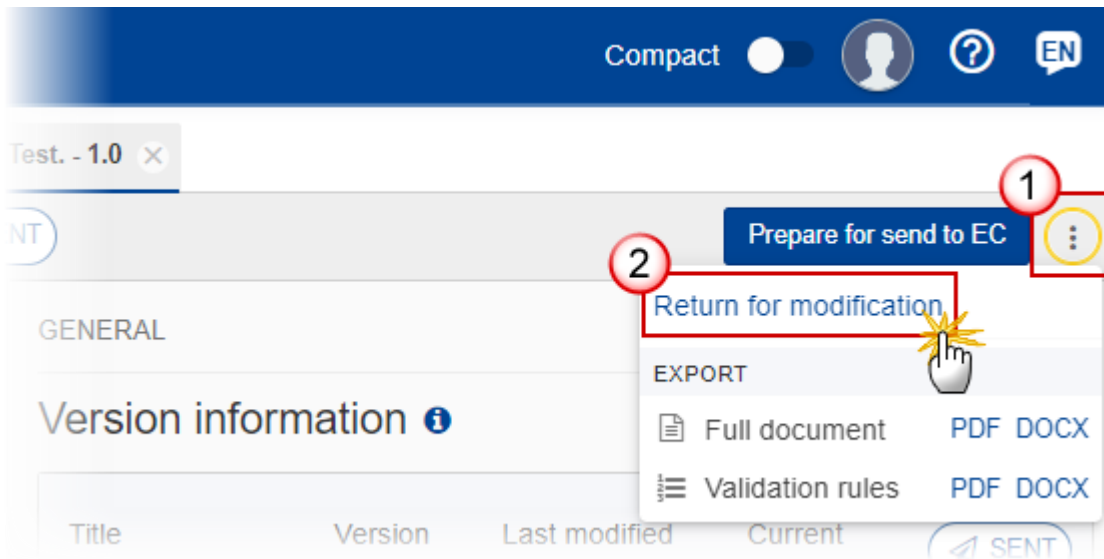 Compact EN
Test. - 1.0
1
NT
Prepare for send to EC
2
Return for modification
GENERAL
EXPORT
Version information
Full document PDF DOCX
Validation rules PDF DOCX
Title Version Last modified Current SENT